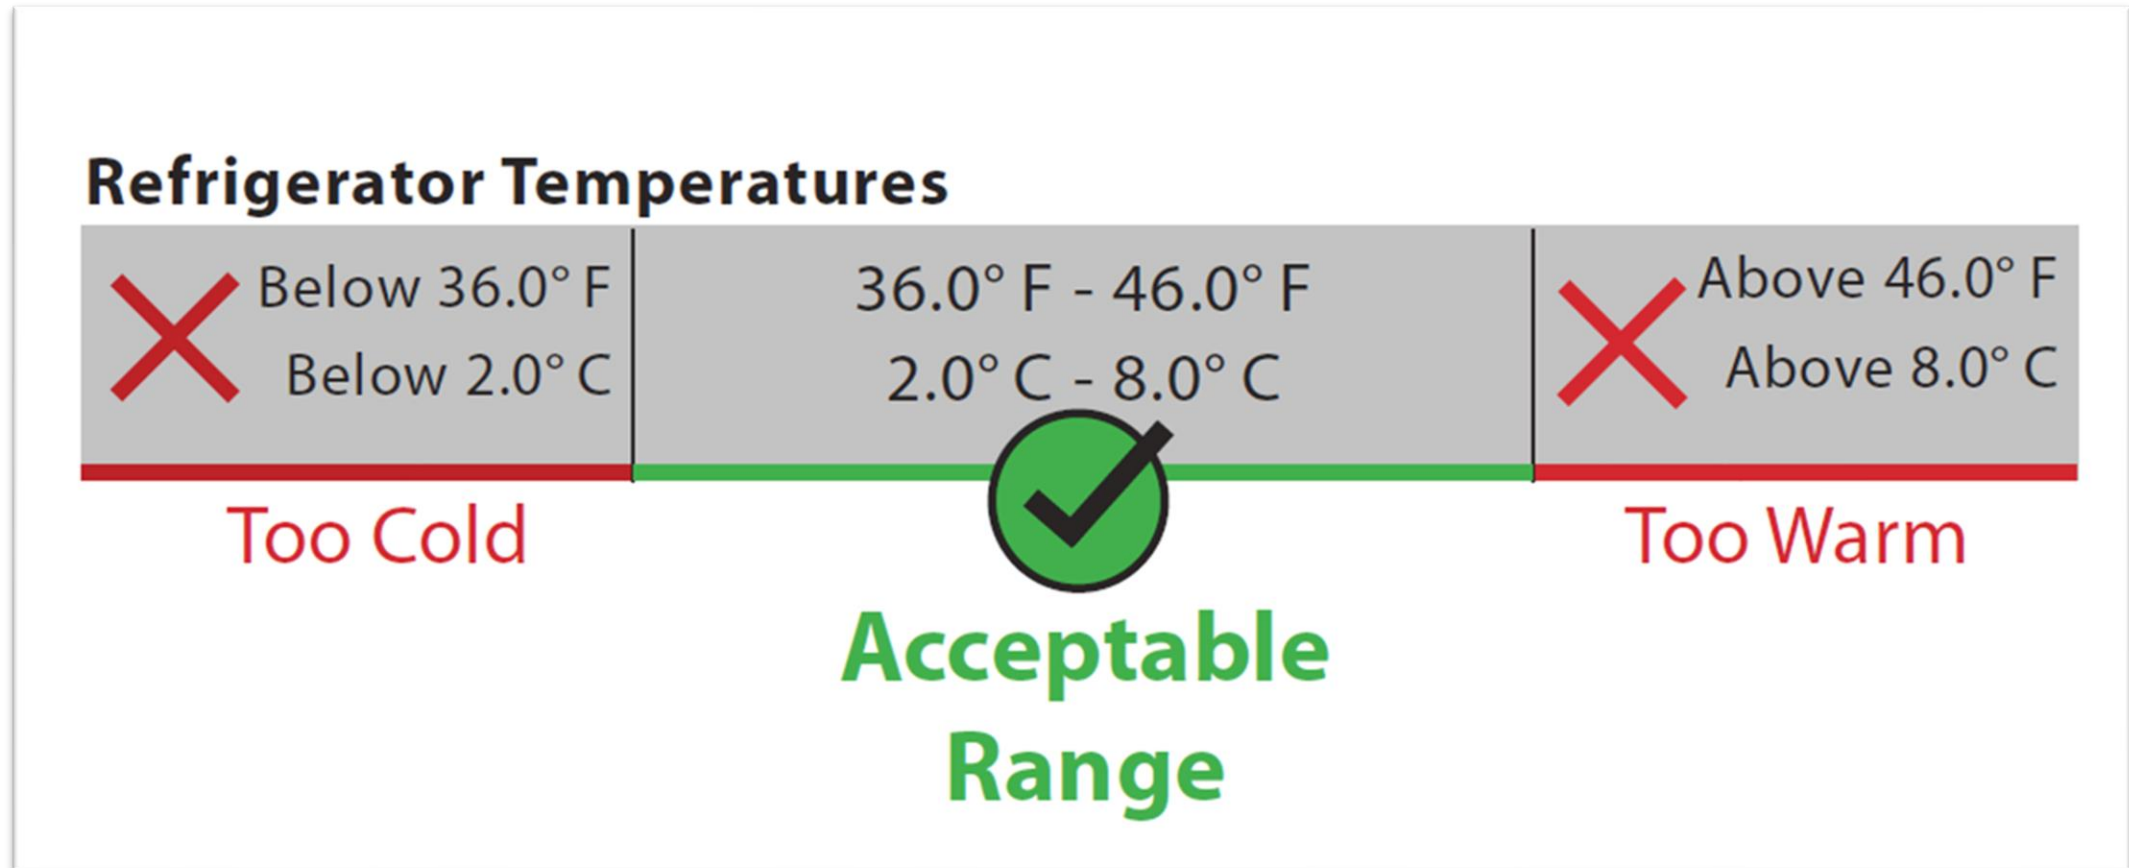 Refrigerator Temperatures
Below 36.0° F
Below 2.0° C
36.0° F - 46.0° F
2.0° C - 8.0° C
Above 46.0° F
Above 8.0° C
Too Cold
Acceptable
Range
Too Warm